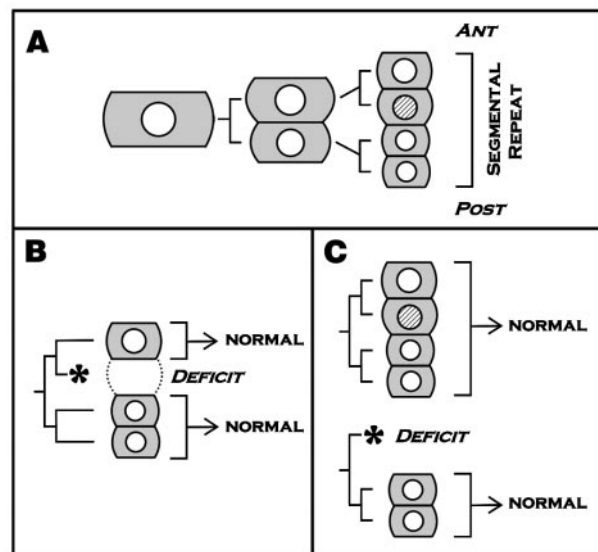 A
ANT
SEGMENTAL
REPEAT
POST
B
NORMAL
* DEFICIT
NORMAL
C
NORMAL
* DEFICIT
NORMAL